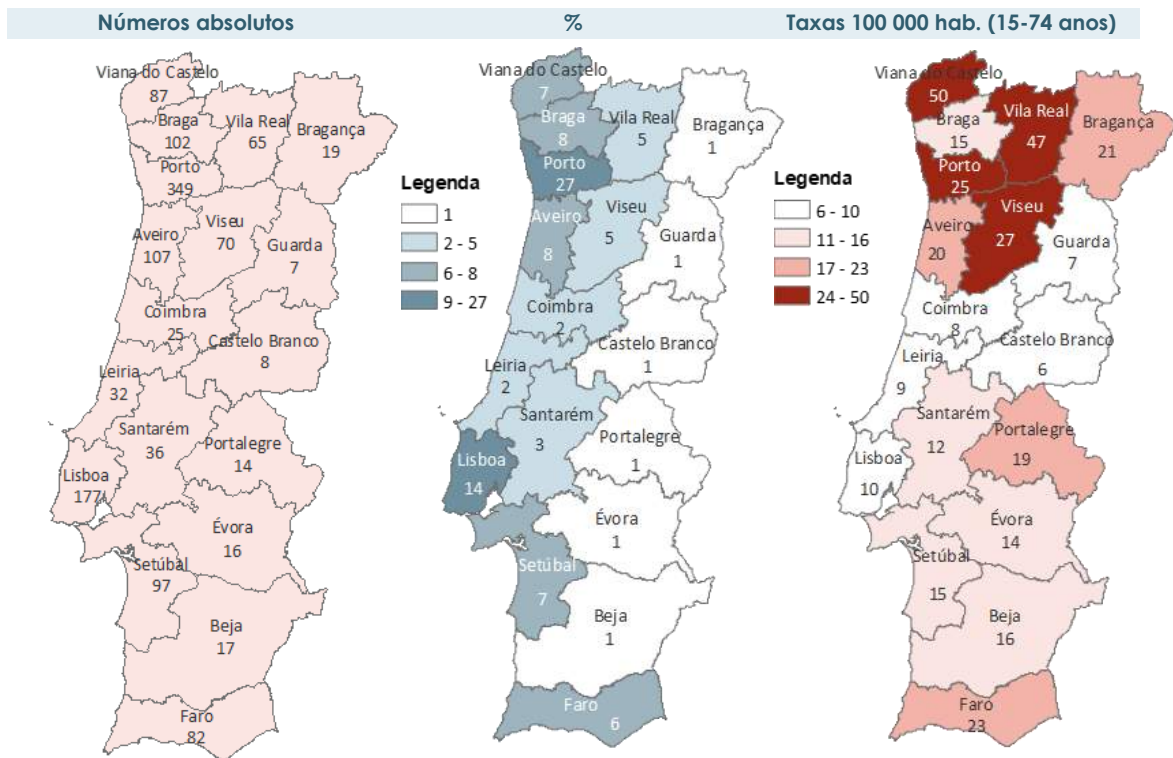 Números absolutos
%
Taxas 100 000 hab. (15-74 anos)
Viana do Castelo
87
Braga
102
Vila Real
65
Bragança
19
Porto
349
Aveiro
107
Viseu
70
Guarda
7
Coimbra
25
Castelo Branco
8
Leiria
32
Santarém
36
Portalegre
14
Lisboa
177
Évora
16
Setúbal
97
Beja
17
Faro
82
Legenda
1
2 - 5
6 - 8
9 - 27
Viana do Castelo
7
Braga
8
Vila Real
5
Bragança
1
Porto
27
Aveiro
8
Viseu
5
Guarda
1
Coimbra
2
Castelo Branco
1
Leiria
2
Santarém
3
Portalegre
1
Lisboa
14
Évora
1
Setúbal
7
Beja
1
Faro
6
Legenda
6 - 10
11 - 16
17 - 23
24 - 50
Viana do Castelo
50
Braga
15
Vila Real
47
Bragança
21
Porto
25
Aveiro
20
Viseu
27
Guarda
7
Coimbra
8
Castelo Branco
6
Leiria
9
Santarém
12
Portalegre
19
Lisboa
10
Évora
14
Setúbal
15
Beja
16
Faro
23